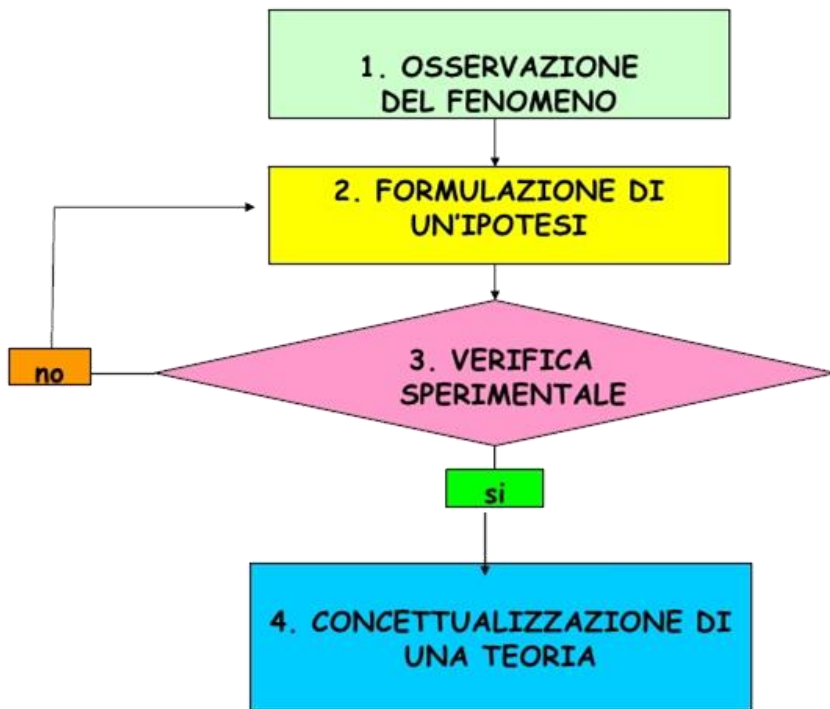 1. OSSERVAZIONE
DEL FENOMENO
2. FORMULAZIONE DI
UN'IPOTESI
3. VERIFICA
SPERIMENTALE
no
si
4. CONCETTUALIZZAZIONE DI
UNA TEORIA